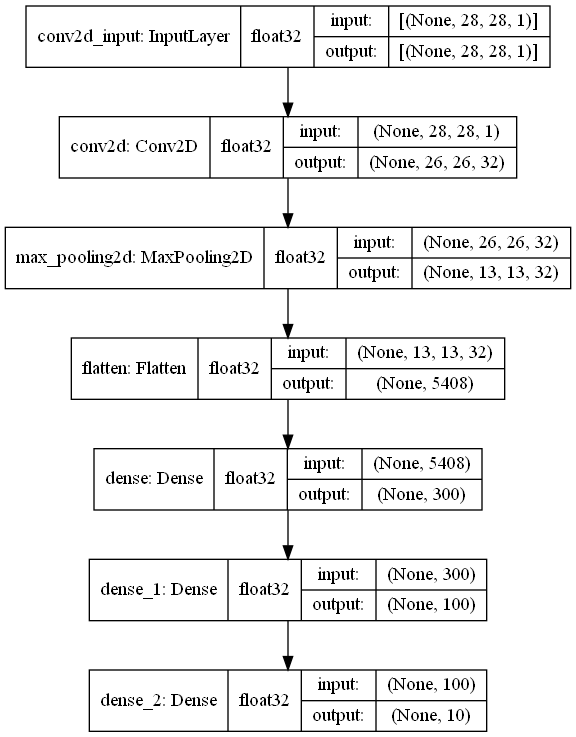 conv2d_input: InputLayer float32 input: [(None, 28, 28, 1)]
output: [(None, 28, 28, 1)]
conv2d: Conv2D float32 input: (None, 28, 28, 1)
output: (None, 26, 26, 32)
max_pooling2d: MaxPooling2D float32 input: (None, 26, 26, 32)
output: (None, 13, 13, 32)
flatten: Flatten float32 input: (None, 13, 13, 32)
output: (None, 5408)
dense: Dense float32 input: (None, 5408)
output: (None, 300)
dense_1: Dense float32 input: (None, 300)
output: (None, 100)
dense_2: Dense float32 input: (None, 100)
output: (None, 10)